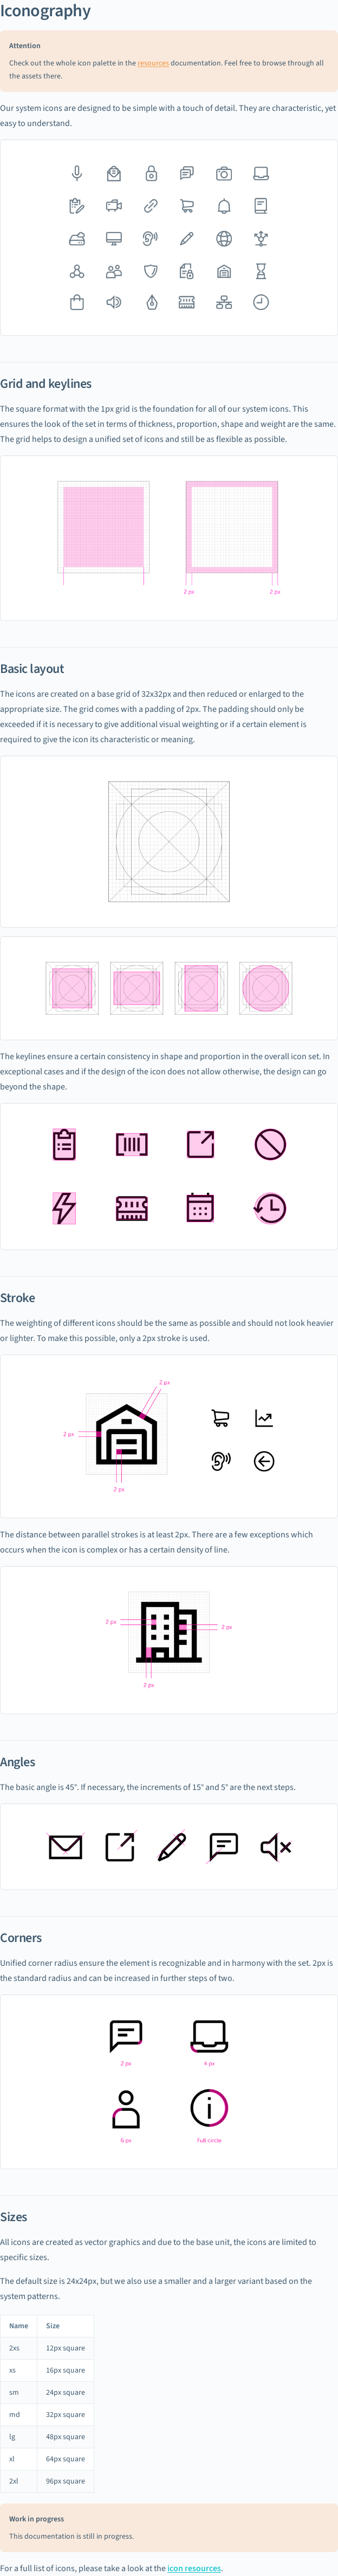 Iconography
Attention
Check out the whole icon palette in the resources documentation. Feel free to browse through all
the assets there.
Our system icons are designed to be simple with a touch of detail. They are characteristic, yet
easy to understand.
Grid and keylines
The square format with the 1px grid is the foundation for all of our system icons. This
ensures the look of the set in terms of thickness, proportion, shape and weight are the same.
The grid helps to design a unified set of icons and still be as flexible as possible.
2 px 2 px
Basic layout
The icons are created on a base grid of 32x32px and then reduced or enlarged to the
appropriate size. The grid comes with a padding of 2px. The padding should only be
exceeded if it is necessary to give additional visual weighting or if a certain element is
required to give the icon its characteristic or meaning.
The keylines ensure a certain consistency in shape and proportion in the overall icon set. In
exceptional cases and if the design of the icon does not allow otherwise, the design can go
beyond the shape.
Stroke
The weighting of different icons should be the same as possible and should not look heavier
or lighter. To make this possible, only a 2px stroke is used.
2 px
2 px
2 px
The distance between parallel strokes is at least 2px. There are a few exceptions which
occurs when the icon is complex or has a certain density of line.
2 px
2 px
2 px
Angles
The basic angle is 45°. If necessary, the increments of 15° and 5° are the next steps.
Corners
Unified corner radius ensure the element is recognizable and in harmony with the set. 2px is
the standard radius and can be increased in further steps of two.
2 px 4 px
6 px Full circle
Sizes
All icons are created as vector graphics and due to the base unit, the icons are limited to
specific sizes.
The default size is 24x24px, but we also use a smaller and a larger variant based on the
system patterns.
Name Size
2xs 12px square
xs 16px square
sm 24px square
md 32px square
lg 48px square
xl 64px square
2xl 96px square
Work in progress
This documentation is still in progress.
For a full list of icons, please take a look at the icon resources.